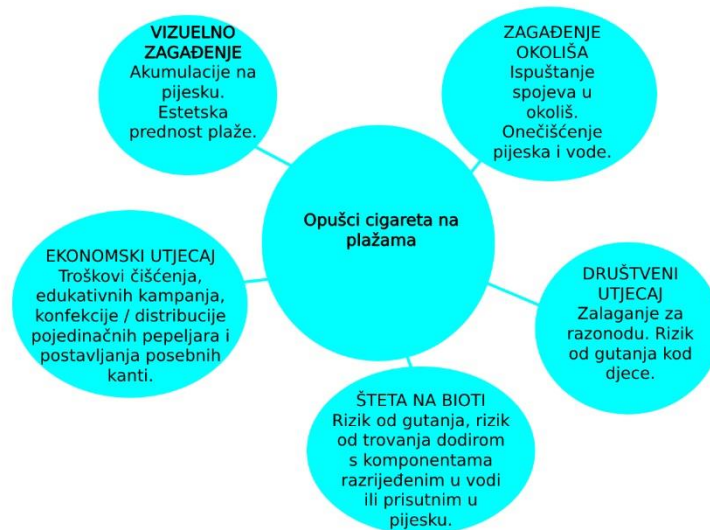 VIZUELNO
ZAGAĐENJE
Akumulacije na
pijesku.
Estetska
prednost plaže.
ZAGAĐENJE
OKOLIŠA
Ispuštanje
spojeva u
okoliš.
Onečišćenje
pijeska i vode.
Opušci cigareta na
plažama
EKONOMSKI UTJECAJ
Troškovi čišćenja,
edukativnih kampanja,
konfekcije / distribucije
pojedinačnih pepeljara i
postavljanja posebnih
kanti.
DRUŠTVENI
UTJECAJ
Zalaganje za
razonodu. Rizik
od gutanja kod
djece.
ŠTETA NA BIOTI
Rizik od gutanja, rizik
od trovanja dodirom
s komponentama
razrijeđenim u vodi
ili prisutnim u
pijesku.